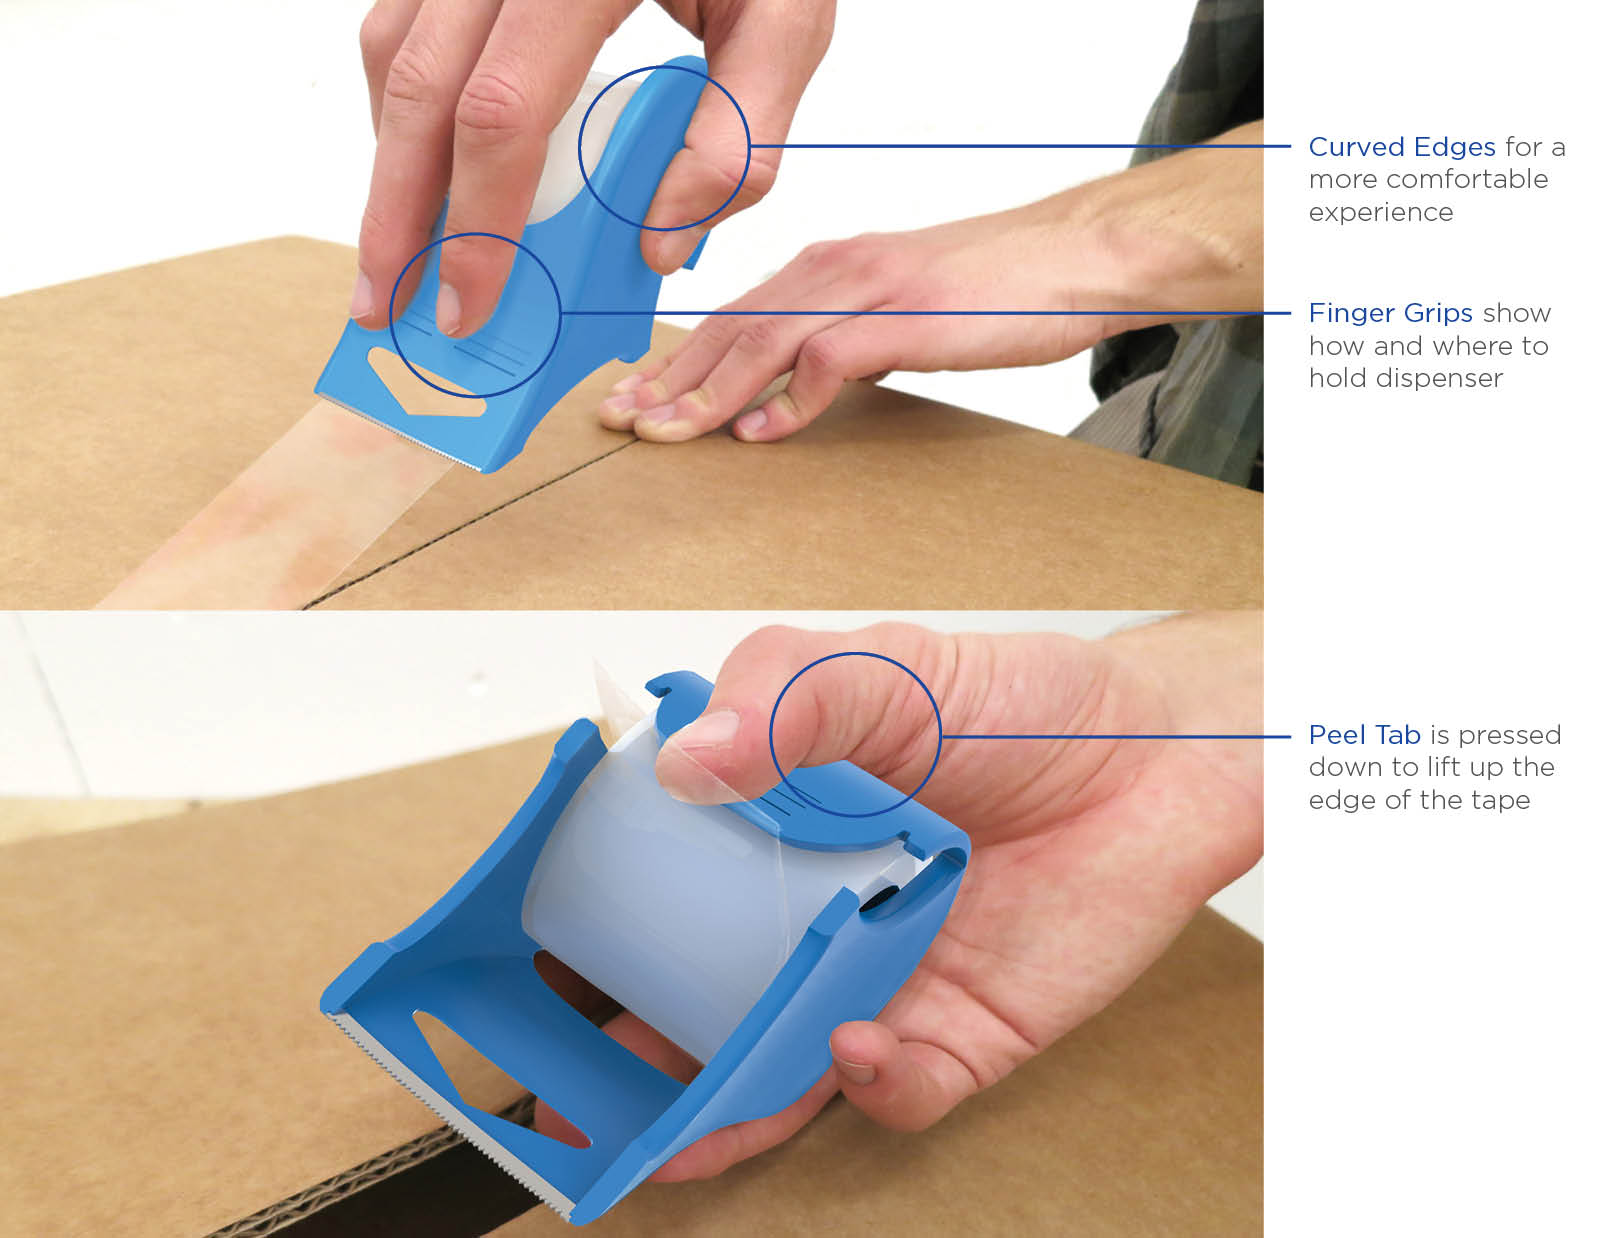 Curved Edges for a
more comfortable
experience
Finger Grips show
how and where to
hold dispenser
Peel Tab is pressed
down to lift up the
edge of the tape